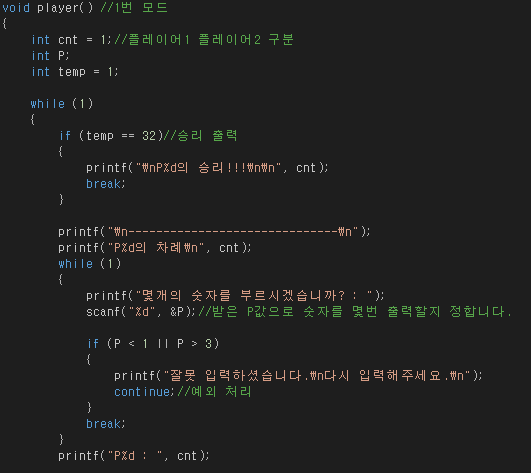 void player() //1번 모드
{
    int cnt = 1;//플레이어1 플레이어2 구분
    int P;
    int temp = 1;

    while (1)
    {
        if (temp == 32)//승리 출력
        {
            printf("₩nP%d의 승리!!!₩n₩n", cnt);
            break;
        }

        printf("₩n------------------------------₩n");
        printf("P%d의 차례₩n", cnt);
        while (1)
        {
            printf("몇개의 숫자를 부르시겠습니까? : ");
            scanf("%d", &P);//받은 P값으로 숫자를 몇번 출력할지 정합니다.

            if (P < 1 || P > 3)
            {
                printf("잘못 입력하셨습니다.₩n다시 입력해주세요.₩n");
                continue;//예외 처리
            }
            break;
        }
        printf("P%d : ", cnt);